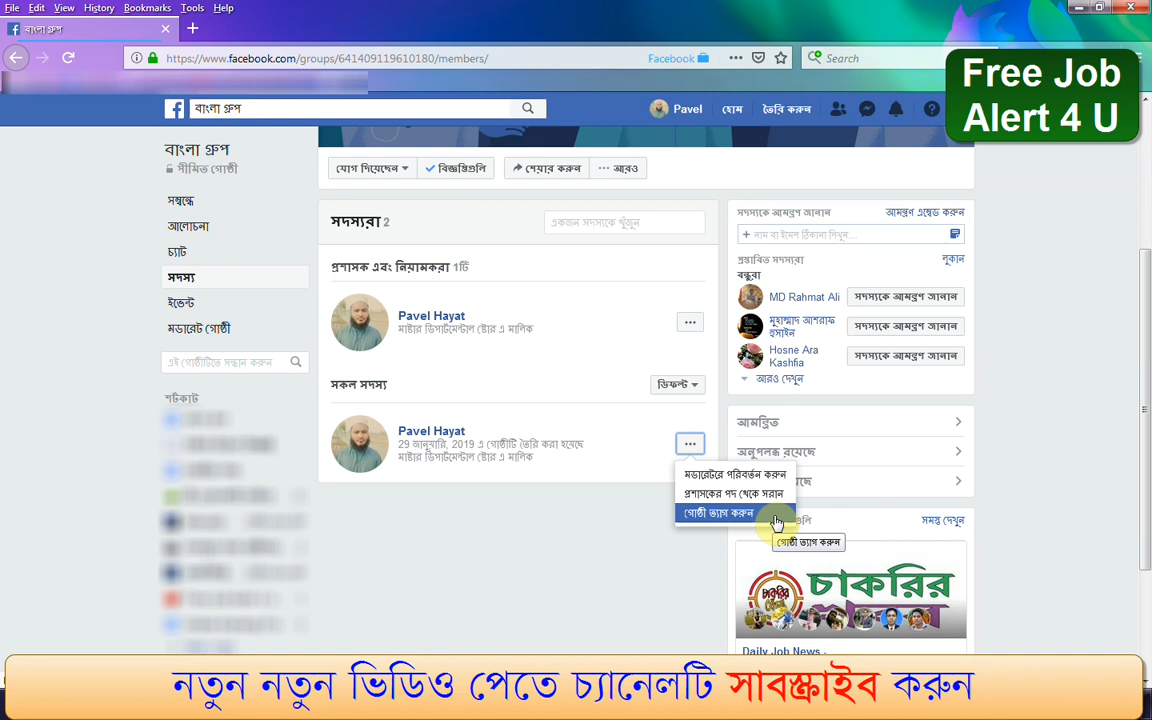 File Edit View History Bookmarks Tools Help
বাংলা গ্রুপ
https://www.facebook.com/groups/641409119610180/members/
Facebook
Search
Free Job
Alert 4 U
বাংলা গ্রুপ
Pavel
হোম
তৈরি করুন
বাংলা গ্রুপ
সীমিত গোষ্ঠী
সম্বন্ধে
আলোচনা
চ্যাট
সদস্য
ইভেন্ট
মডারেট গোষ্ঠী
এই গোষ্ঠীটিতে সন্ধান করুন
শর্টকাট
যোগ দিয়েছেন
বিজ্ঞপ্তিগুলি
শেয়ার করুন
আরও
সদস্যরা 2
একজন সদস্যকে খুঁজুন
প্রশাসক এবং নিয়ামকরা 1টি
Pavel Hayat
মাষ্টার ডিপার্টমেন্টাল ষ্টোর এ মালিক
সকল সদস্য
ডিফল্ট
Pavel Hayat
29 জানুয়ারি, 2019 এ গোষ্ঠীটি তৈরি করা হয়েছে
মাষ্টার ডিপার্টমেন্টাল ষ্টোর এ মালিক
মডারেটরে পরিবর্তন করুন
প্রশাসকের পদ থেকে সরান
গোষ্ঠী ত্যাগ করুন
গোষ্ঠী ত্যাগ করুন
সদস্যকে আমন্ত্রণ জানান
আমন্ত্রণ এম্বেড করুন
+ নাম বা ইমেল ঠিকানা লিখুন...
প্রস্তাবিত সদস্যরা
লুকান
বন্ধুরা
MD Rahmat Ali
সদস্যকে আমন্ত্রণ জানান
মুহাম্মাদ আশরাফ
হুসাইন
সদস্যকে আমন্ত্রণ জানান
Hosne Ara
Kashfia
সদস্যকে আমন্ত্রণ জানান
আরও দেখুন
আমন্ত্রিত
অনুপলব্ধ রয়েছে
সমস্ত দেখুন
চাকরির
Daily Job News .
নতুন নতুন ভিডিও পেতে চ্যানেলটি সাবস্ক্রাইব করুন